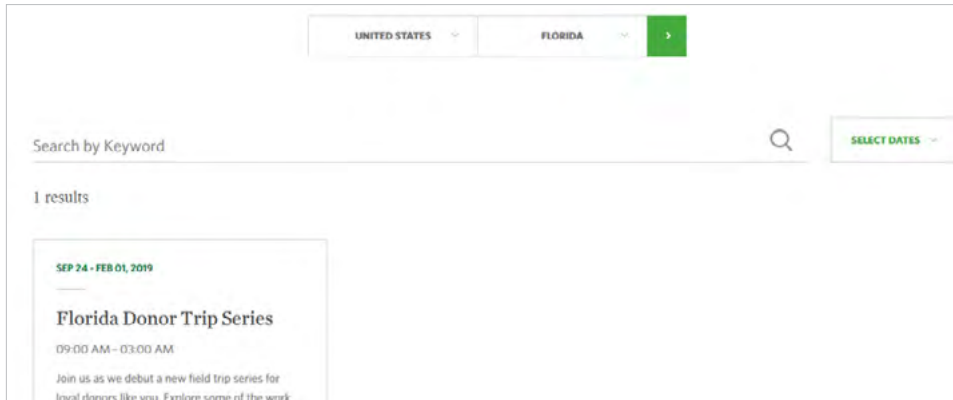 UNITED STATES FLORIDA
Search by Keyword SELECT DATES
1 results
SEP 24 - FEB 01, 2019
Florida Donor Trip Series
09:00 AM - 03:00 AM
Join us as we debut a new field trip series for
loyal donors like you. Explore some of the work